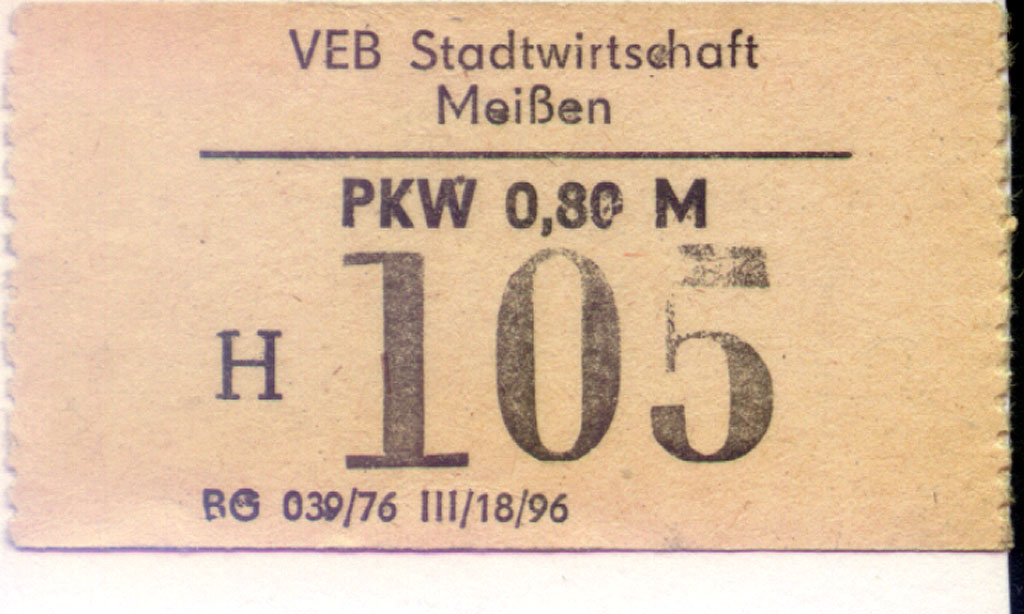 VEB Stadtwirtschaft
Meißen
PKW 0,80 M
H 105
RG 039/76 III/18/96